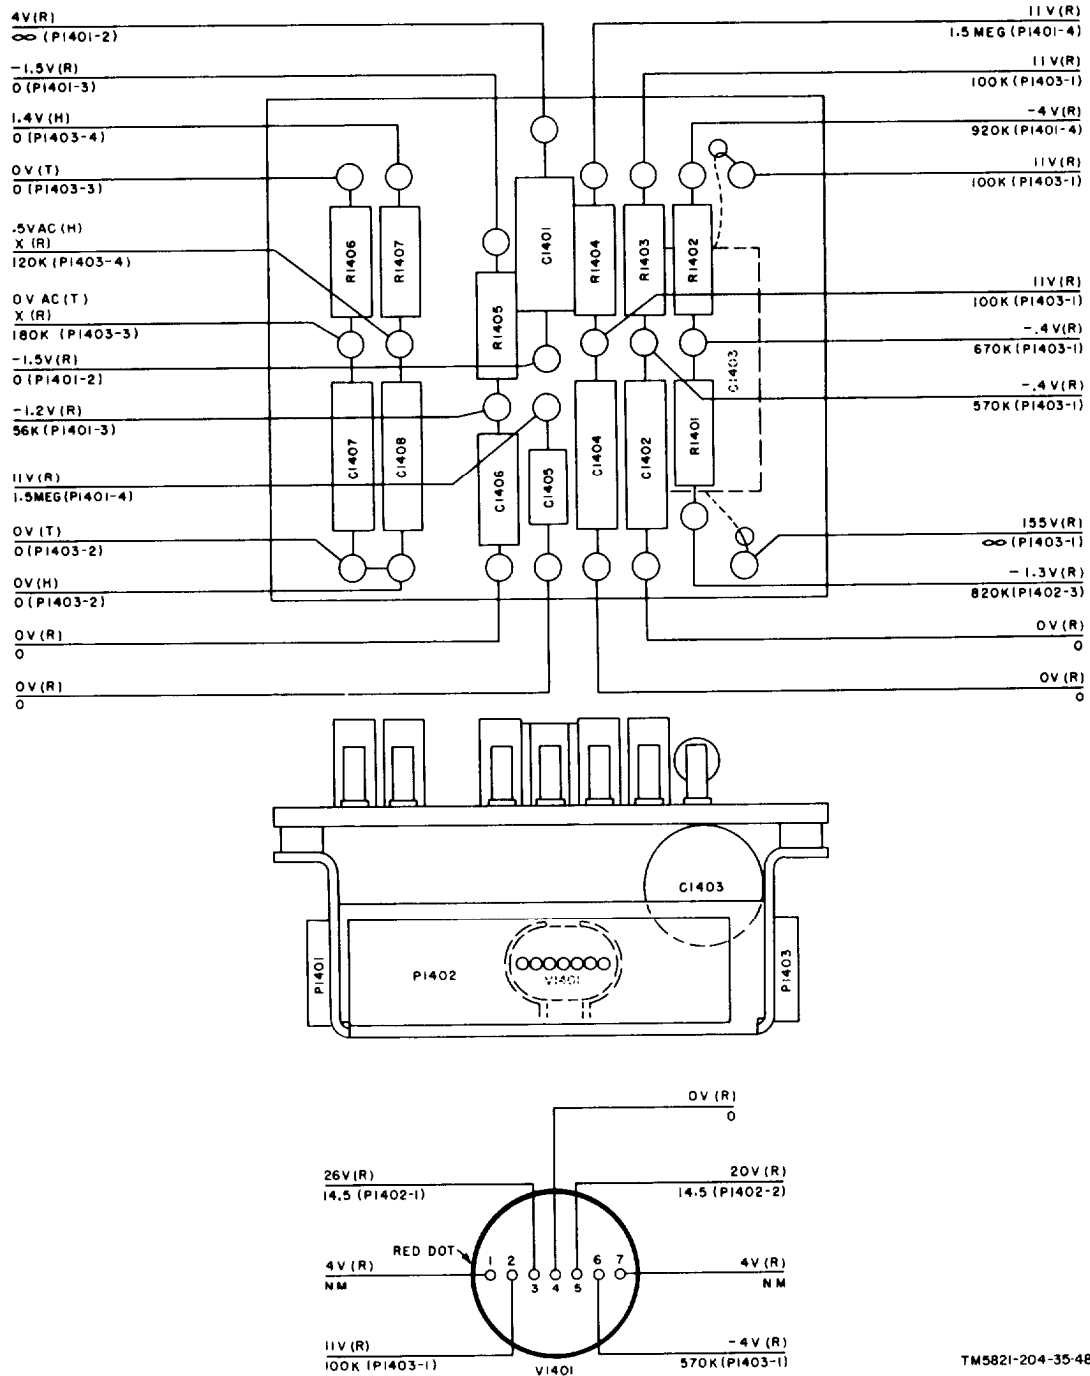 4V(R)
∞ (P1401-2)
-1.5V(R)
0(P1401-3)
1.4V(H)
0(P1403-4)
0V(T)
0(P1403-3)
.5VAC(H)
X(R)
120K(P1403-4)
0V AC(T)
X(R)
180K (P1403-3)
-1.5V(R)
0(P1401-2)
-1.2V(R)
56K(P1401-3)
11V(R)
1.5MEG(P1401-4)
0V(T)
0(P1403-2)
0V(H)
0(P1403-2)
0V(R)
0
0V(R)
0
11V(R)
1.5 MEG(P1401-4)
11V(R)
100K(P1403-1)
-4V(R)
920K(P1401-4)
11V(R)
100K(P1403-1)
11V(R)
100K(P1403-1)
-.4V(R)
670K(P1403-1)
-.4V(R)
570K(P1403-1)
155V(R)
∞ (P1403-1)
-1.3V(R)
820K(P1402-3)
0V(R)
0
0V(R)
0
R1406
R1407
R1405
C1401
R1404
R1403
R1402
C1403
C1407
C1408
C1406
C1405
C1404
C1402
R1401
C1403
P1401
P1402
V1401
P1403
0V(R)
0
26V(R)
14.5 (P1402-1)
20V(R)
14.5 (P1402-2)
RED DOT
1 2 3 4 5 6 7
4V(R)
NM
4V(R)
NM
11V(R)
100K (P1403-1)
-4V(R)
570K(P1403-1)
V1401
TM5821-204-35-48